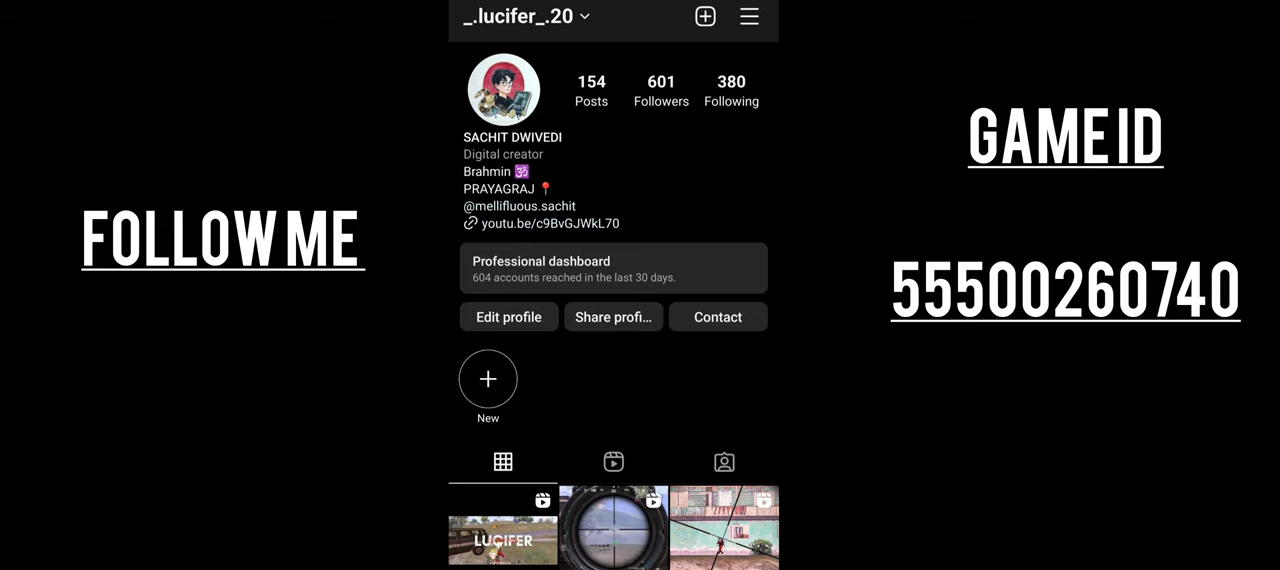 _.lucifer_.20
154
601
380
Posts
Followers
Following
SACHIT DWIVEDI
Digital creator
Brahmin 🕉
PRAYAGRAJ 📍
@mellifluous.sachit
youtu.be/c9BvGJWkL70
Professional dashboard
604 accounts reached in the last 30 days.
Edit profile
Share profi...
Contact
New
LUCIFER
FOLLOW ME
GAME ID
55500260740